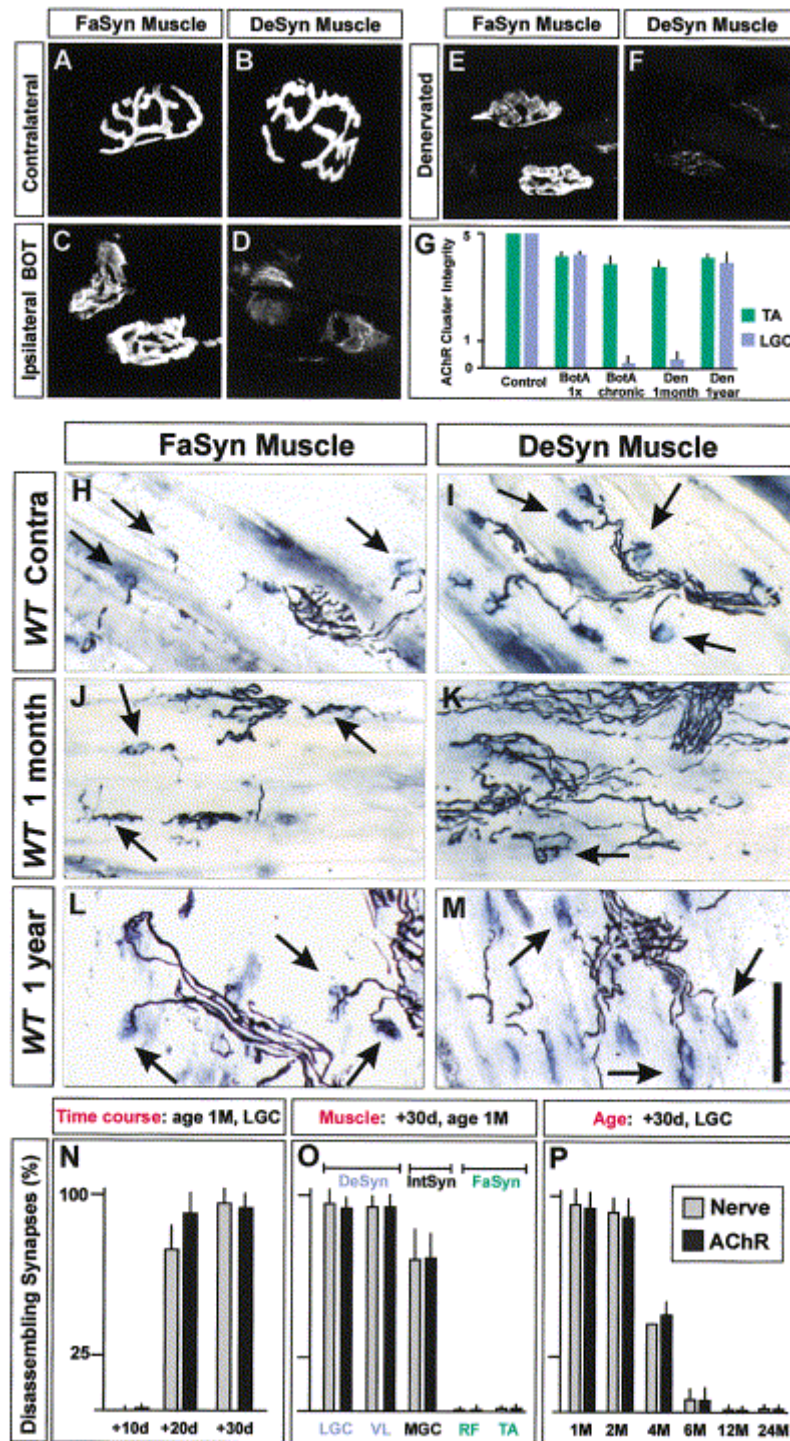 FaSyn Muscle DeSyn Muscle
Contralateral
A
B
Ipsilateral BOT
C
D
FaSyn Muscle DeSyn Muscle
Denervated
E
F
G
AChR Cluster Integrity
5
1
0
Control BotA 1x BotA chronic Den 1month Den 1year
TA
LGC
FaSyn Muscle DeSyn Muscle
WT Contra
H
I
WT 1 month
J
K
WT 1 year
L
M
Time course: age 1M, LGC
Muscle: +30d, age 1M
Age: +30d, LGC
Disassembling Synapses (%)
N
100
25
+10d +20d +30d
O
DeSyn IntSyn FaSyn
LGC VL MGC RF TA
P
Nerve
AChR
1M 2M 4M 6M 12M 24M